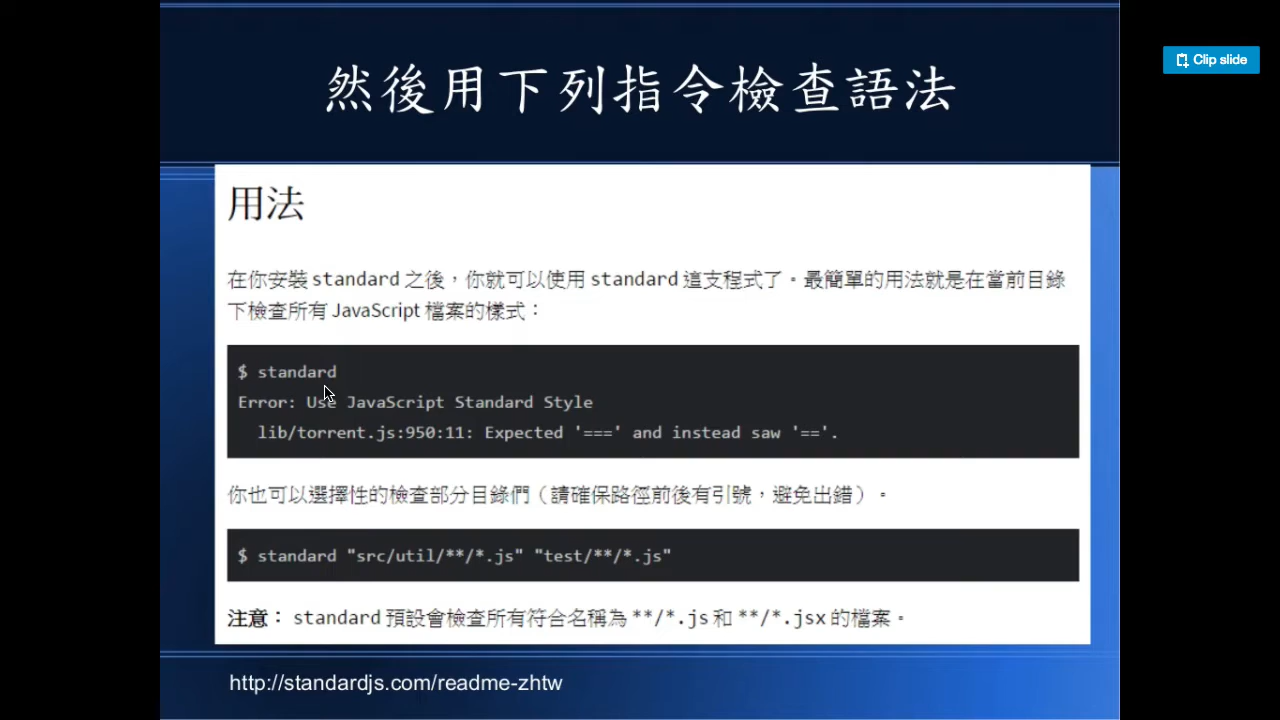 然後用下列指令檢查語法
Clip slide
用法
在你安裝 standard 之後，你就可以使用 standard 這支程式了。最簡單的用法就是在當前目錄
下檢查所有 JavaScript 檔案的樣式：
$ standard
Error: Use JavaScript Standard Style
  lib/torrent.js:950:11: Expected '===' and instead saw '=='.
你也可以選擇性的檢查部分目錄們（請確保路徑前後有引號，避免出錯）。
$ standard "src/util/**/*.js" "test/**/*.js"
注意： standard 預設會檢查所有符合名稱為 **/*.js 和 **/*.jsx 的檔案。
http://standardjs.com/readme-zhtw